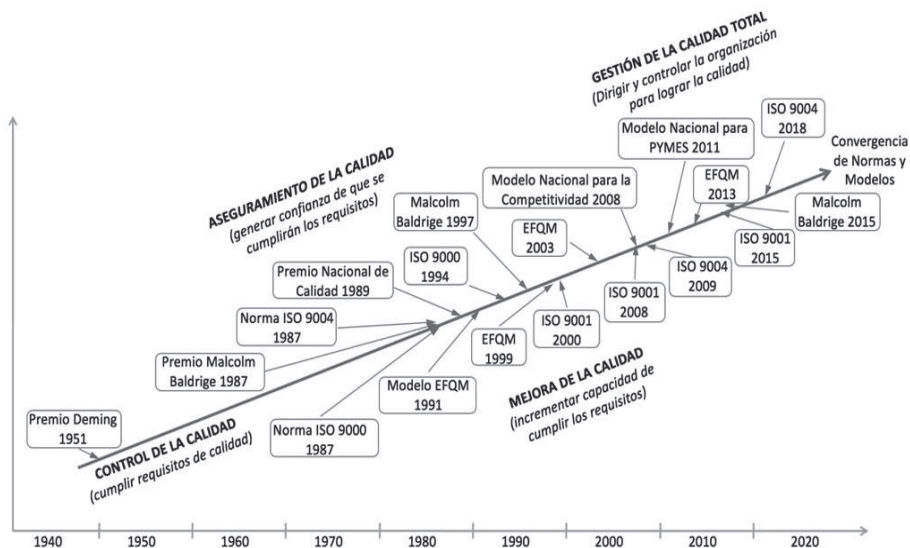 GESTIÓN DE LA CALIDAD TOTAL
(Dirigir y controlar la organización
para lograr la calidad)
ISO 9004
2018
Modelo Nacional para
PYMES 2011
Convergencia
de Normas y
Modelos
ASEGURAMIENTO DE LA CALIDAD
(generar confianza de que se
cumplirán los requisitos)
Malcolm
Baldrige 1997
Modelo Nacional para la
Competitividad 2008
EFQM
2013
Malcolm
Baldrige 2015
EFQM
2003
ISO 9001
2015
Premio Nacional de
Calidad 1989
ISO 9000
1994
ISO 9004
2009
ISO 9001
2008
Norma ISO 9004
1987
EFQM
1999
ISO 9001
2000
Premio Malcolm
Baldrige 1987
Modelo EFQM
1991
MEJORA DE LA CALIDAD
(incrementar capacidad de
cumplir los requisitos)
Premio Deming
1951
Norma ISO 9000
1987
CONTROL DE LA CALIDAD
(cumplir requisitos de calidad)
1940 1950 1960 1970 1980 1990 2000 2010 2020